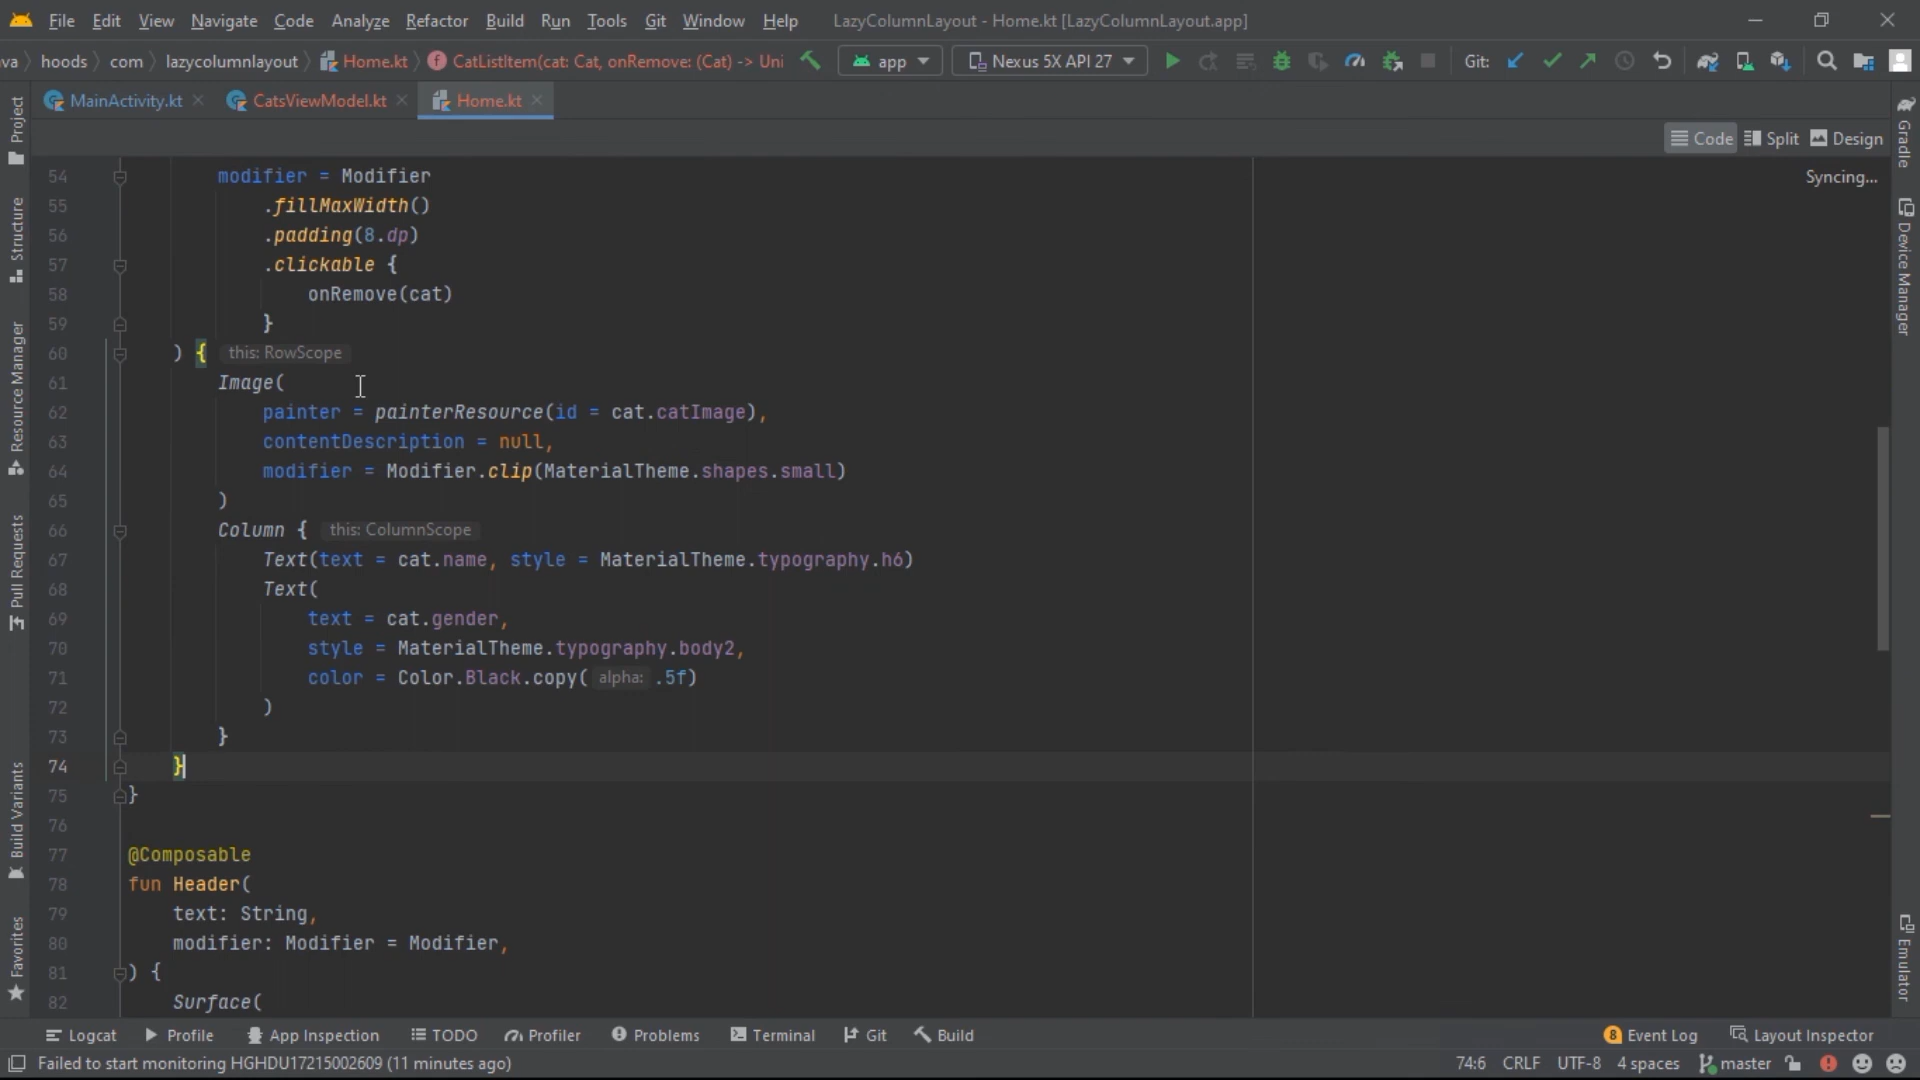 File Edit View Navigate Code Analyze Refactor Build Run Tools Git Window Help LazyColumnLayout - Home.kt [LazyColumnLayout.app]
va hoods com lazycolumnlayout Home.kt CatListItem(cat: Cat, onRemove: (Cat) -> Uni app Nexus 5X API 27 Git:
MainActivity.kt CatsViewModel.kt Home.kt
Code Split Design
Syncing...
54 modifier = Modifier
55 .fillMaxWidth()
56 .padding(8.dp)
57 .clickable {
58 onRemove(cat)
59 }
60 ) { this: RowScope
61 Image(
62 painter = painterResource(id = cat.catImage),
63 contentDescription = null,
64 modifier = Modifier.clip(MaterialTheme.shapes.small)
65 )
66 Column { this: ColumnScope
67 Text(text = cat.name, style = MaterialTheme.typography.h6)
68 Text(
69 text = cat.gender,
70 style = MaterialTheme.typography.body2,
71 color = Color.Black.copy( alpha: .5f)
72 )
73 }
74 }
75 }
76
77 @Composable
78 fun Header(
79 text: String,
80 modifier: Modifier = Modifier,
81 ) {
82 Surface(
Project
Structure
Resource Manager
Pull Requests
Build Variants
Favorites
Gradle
Device Manager
Emulator
Logcat Profile App Inspection TODO Profiler Problems Terminal Git Build 8 Event Log Layout Inspector
Failed to start monitoring HGHDU17215002609 (11 minutes ago) 74:6 CRLF UTF-8 4 spaces master